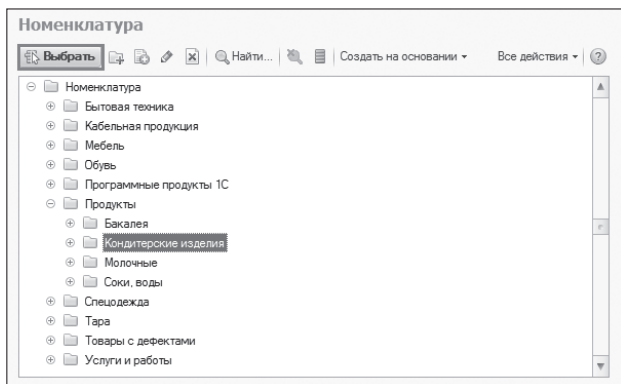 Номенклатура
Выбрать Найти... Создать на основании Все действия ?
Номенклатура
Бытовая техника
Кабельная продукция
Мебель
Обувь
Программные продукты 1С
Продукты
Бакалея
Кондитерские изделия
Молочные
Соки, воды
Спецодежда
Тара
Товары с дефектами
Услуги и работы